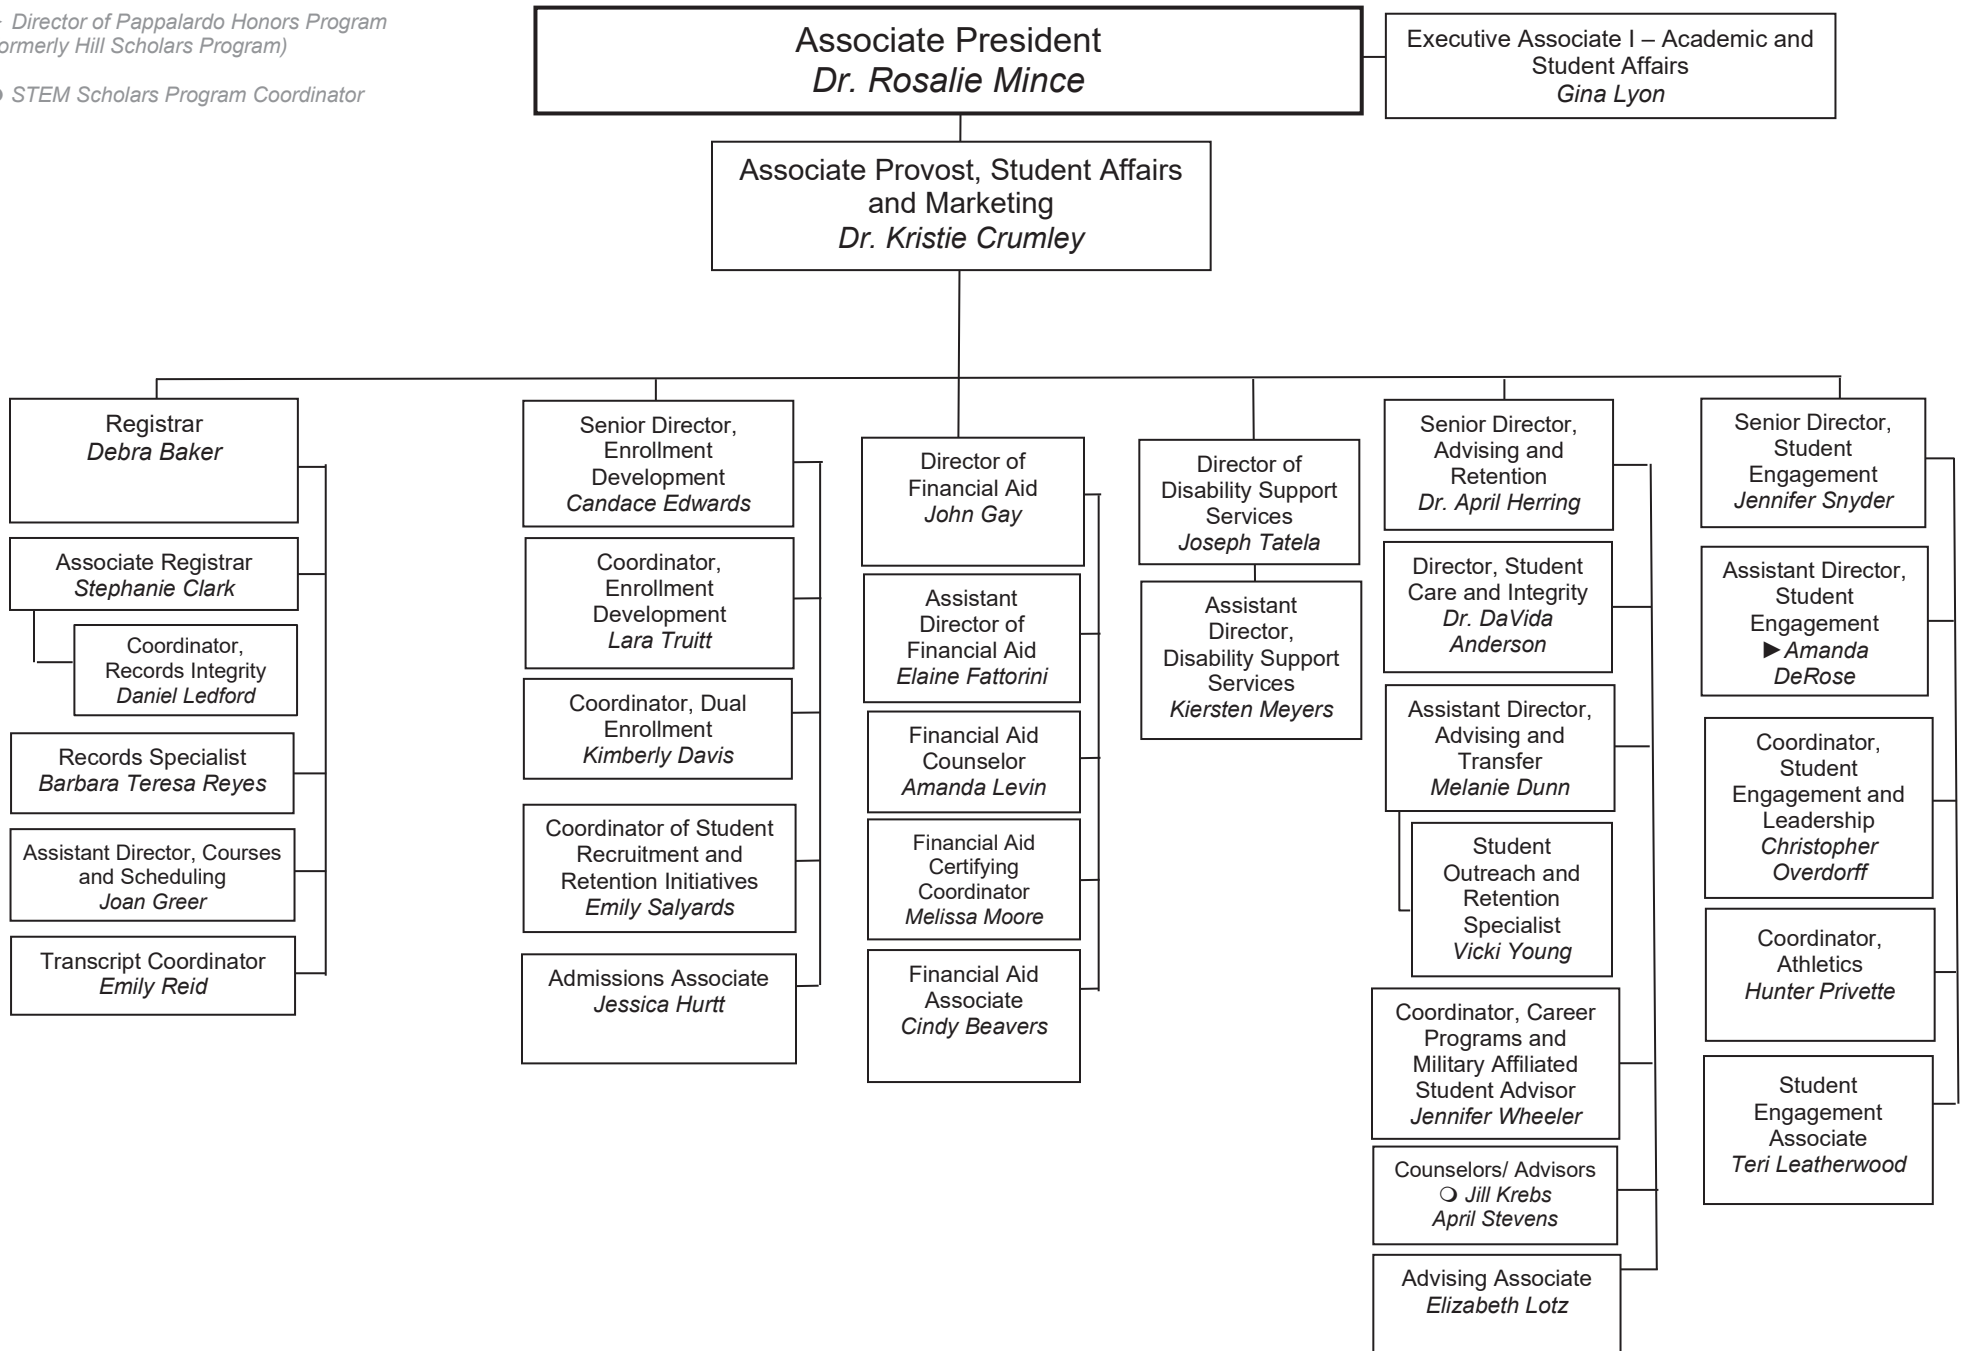 Director of Pappalardo Honors Program
ormerly Hill Scholars Program)
STEM Scholars Program Coordinator
Associate President
Dr. Rosalie Mince
Executive Associate I – Academic and
Student Affairs
Gina Lyon
Associate Provost, Student Affairs
and Marketing
Dr. Kristie Crumley
Registrar
Debra Baker
Associate Registrar
Stephanie Clark
Coordinator,
Records Integrity
Daniel Ledford
Records Specialist
Barbara Teresa Reyes
Assistant Director, Courses
and Scheduling
Joan Greer
Transcript Coordinator
Emily Reid
Senior Director,
Enrollment
Development
Candace Edwards
Coordinator,
Enrollment
Development
Lara Truitt
Coordinator, Dual
Enrollment
Kimberly Davis
Coordinator of Student
Recruitment and
Retention Initiatives
Emily Salyards
Admissions Associate
Jessica Hurtt
Director of
Financial Aid
John Gay
Assistant
Director of
Financial Aid
Elaine Fattorini
Financial Aid
Counselor
Amanda Levin
Financial Aid
Certifying
Coordinator
Melissa Moore
Financial Aid
Associate
Cindy Beavers
Director of
Disability Support
Services
Joseph Tatela
Assistant
Director,
Disability Support
Services
Kiersten Meyers
Senior Director,
Advising and
Retention
Dr. April Herring
Director, Student
Care and Integrity
Dr. DaVida
Anderson
Assistant Director,
Advising and
Transfer
Melanie Dunn
Student
Outreach and
Retention
Specialist
Vicki Young
Coordinator, Career
Programs and
Military Affiliated
Student Advisor
Jennifer Wheeler
Counselors/ Advisors
❍ Jill Krebs
April Stevens
Advising Associate
Elizabeth Lotz
Senior Director,
Student
Engagement
Jennifer Snyder
Assistant Director,
Student
Engagement
►Amanda
DeRose
Coordinator,
Student
Engagement and
Leadership
Christopher
Overdorff
Coordinator,
Athletics
Hunter Privette
Student
Engagement
Associate
Teri Leatherwood